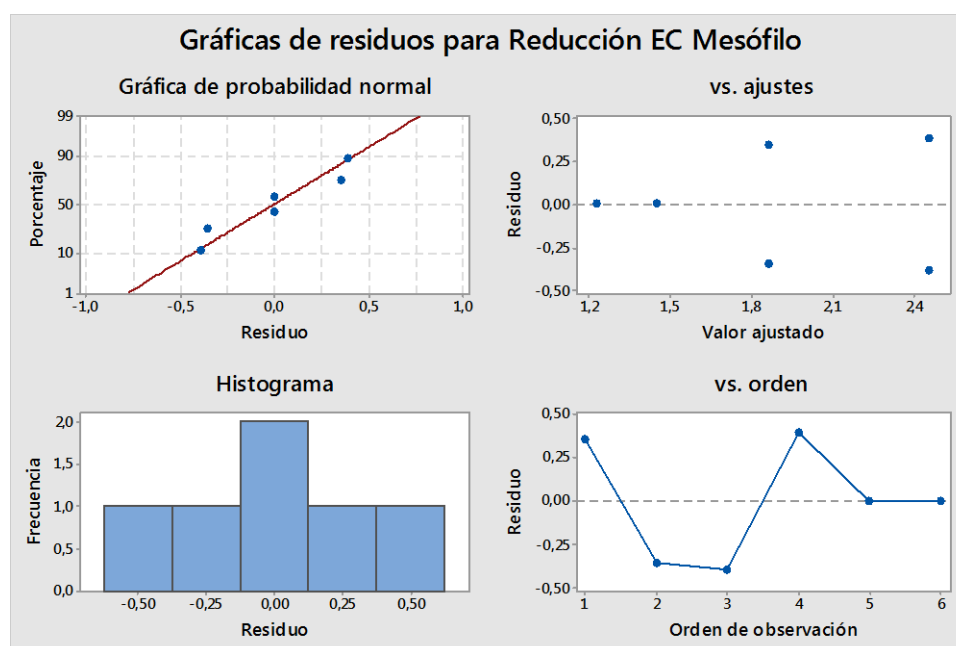 Gráficas de residuos para Reducción EC Mesófilo
Gráfica de probabilidad normal
99
90
50
10
1
Porcentaje
-1,0 -0,5 0,0 0,5 1,0
Residuo
vs. ajustes
0,50
0,25
0,00
-0,25
-0,50
Residuo
1,2 1,5 1,8 2,1 2,4
Valor ajustado
Histograma
2,0
1,5
1,0
0,5
0,0
Frecuencia
-0,50 -0,25 0,00 0,25 0,50
Residuo
vs. orden
0,50
0,25
0,00
-0,25
-0,50
Residuo
1 2 3 4 5 6
Orden de observación